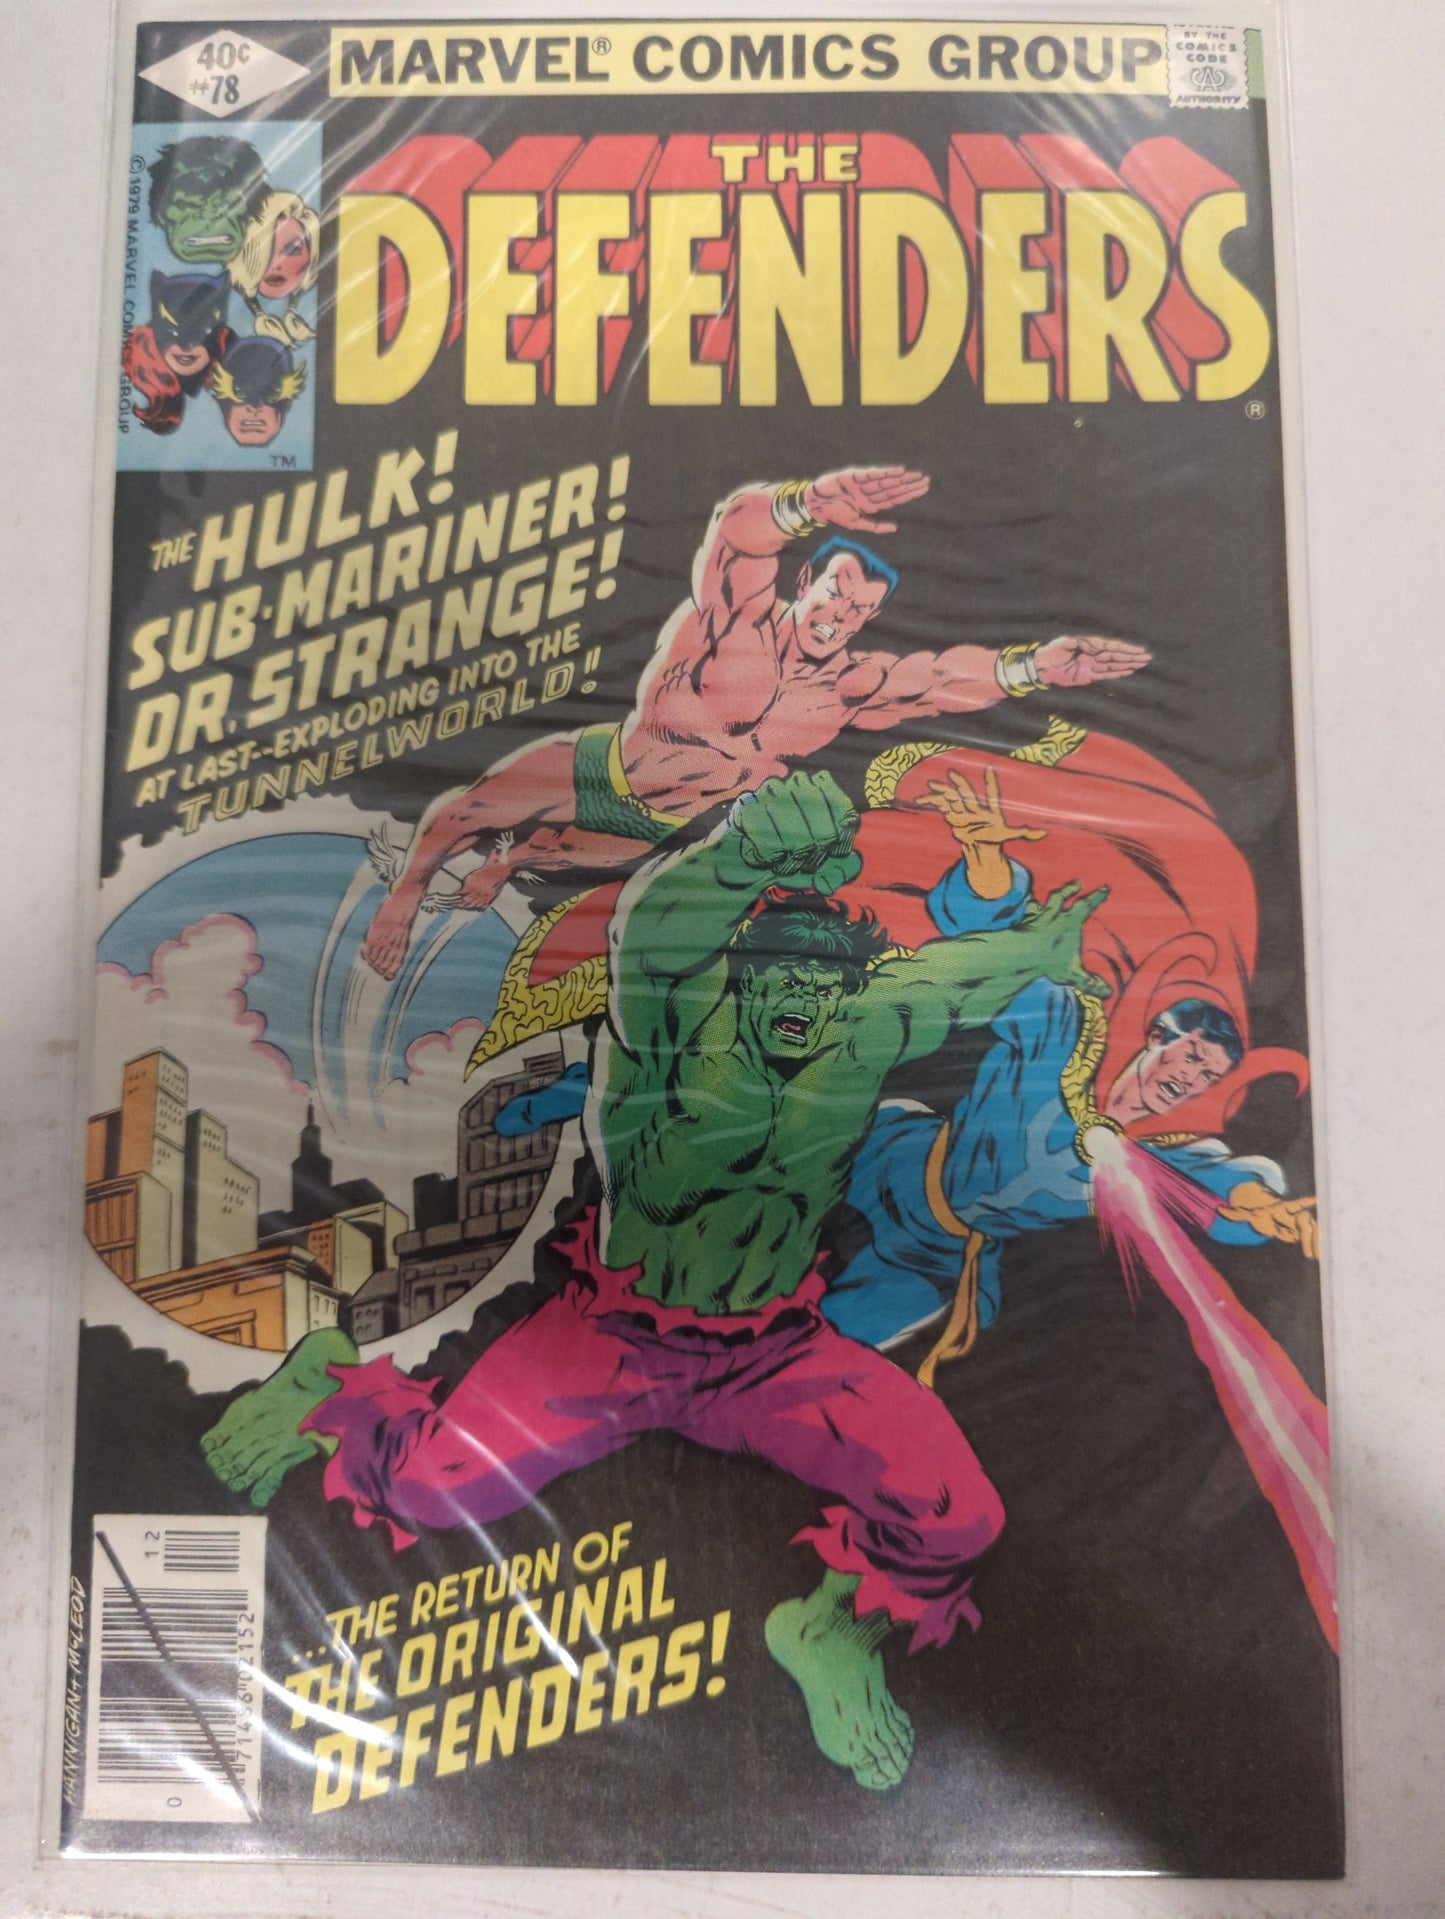 40¢
#78
MARVEL® COMICS GROUP
BY THE
COMICS
CODE
AUTHORITY
© 1979 MARVEL COMICS GROUP
TM
THE
DEFENDERS
®
THE HULK!
SUB-MARINER!
DR. STRANGE!
AT LAST--EXPLODING INTO THE
TUNNELWORLD!!
...THE RETURN OF
THE ORIGINAL
DEFENDERS!
HANNIGAN + McLEOD
12
0
71486 02152